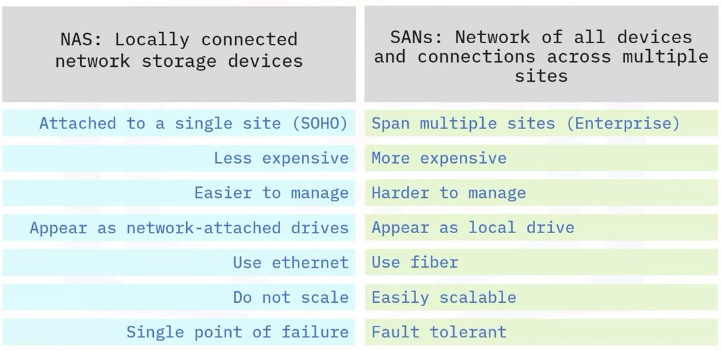 NAS: Locally connected
network storage devices
SANs: Network of all devices
and connections across multiple
sites
Attached to a single site (SOHO)
Span multiple sites (Enterprise)
Less expensive
More expensive
Easier to manage
Harder to manage
Appear as network-attached drives
Appear as local drive
Use ethernet
Use fiber
Do not scale
Easily scalable
Single point of failure
Fault tolerant